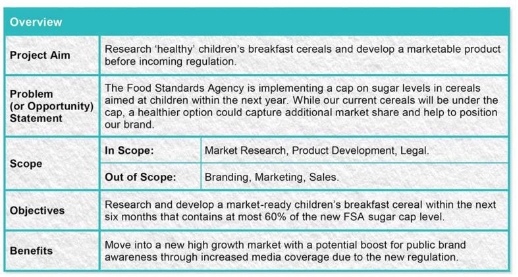 Overview
Project Aim
Research 'healthy' children's breakfast cereals and develop a marketable product
before incoming regulation.
Problem
(or Opportunity)
Statement
The Food Standards Agency is implementing a cap on sugar levels in cereals
aimed at children within the next year. While our current cereals will be under the
cap, a healthier option could capture additional market share and help to position
our brand.
Scope
In Scope:
Market Research, Product Development, Legal.
Out of Scope:
Branding, Marketing, Sales.
Objectives
Research and develop a market-ready children's breakfast cereal within the next
six months that contains at most 60% of the new FSA sugar cap level.
Benefits
Move into a new high growth market with a potential boost for public brand
awareness through increased media coverage due to the new regulation.